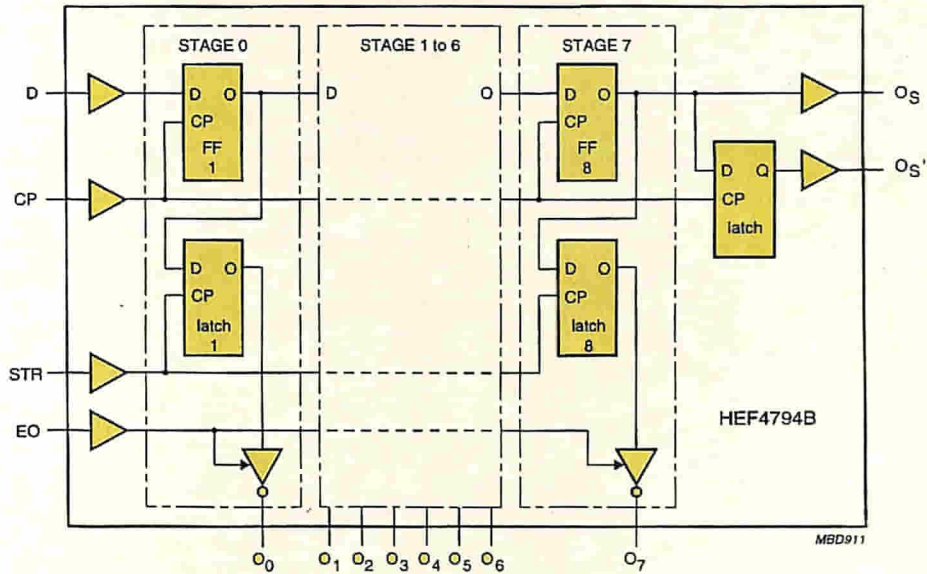 STAGE 0
STAGE 1 to 6
STAGE 7
D
D O
CP
FF
1
D
O
D O
CP
FF
8
OS
D Q
CP
latch
OS'
CP
D O
CP
latch
1
D O
CP
latch
8
STR
EO
HEF4794B
MBD911
O0
O1
O2
O3
O4
O5
O6
O7